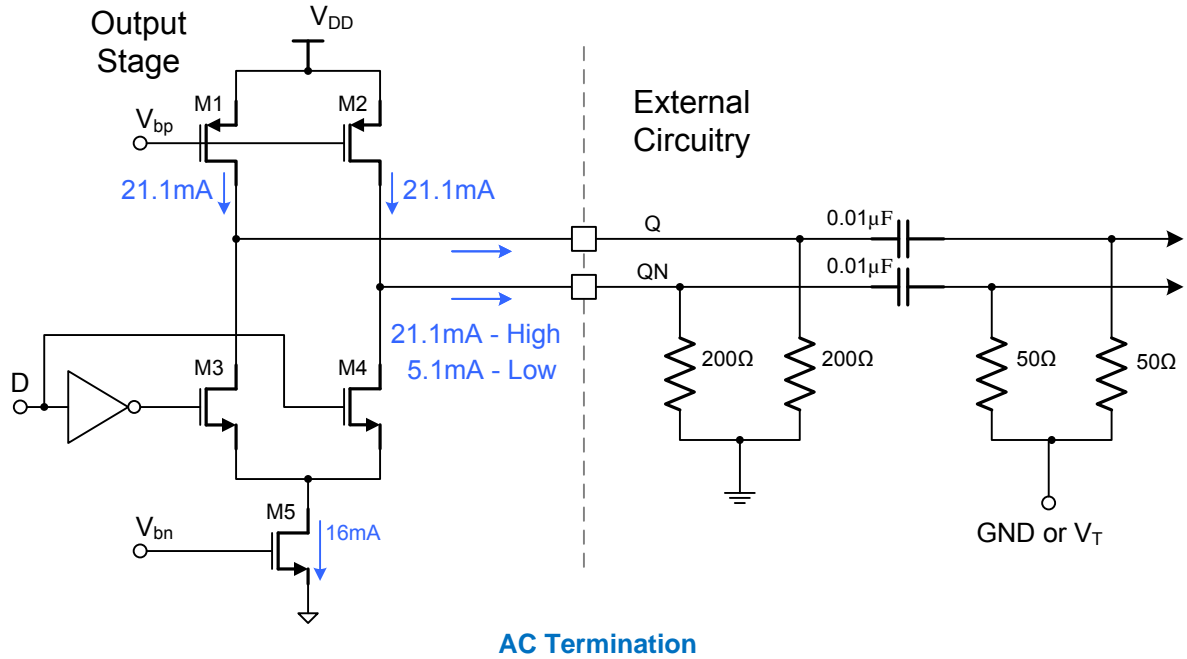 Output
Stage
VDD
M1
M2
Vbp
21.1mA
21.1mA
External
Circuitry
Q
0.01µF
QN
0.01µF
21.1mA - High
5.1mA - Low
D
M3
M4
200Ω
200Ω
50Ω
50Ω
M5
Vbn
16mA
GND or VT
AC Termination